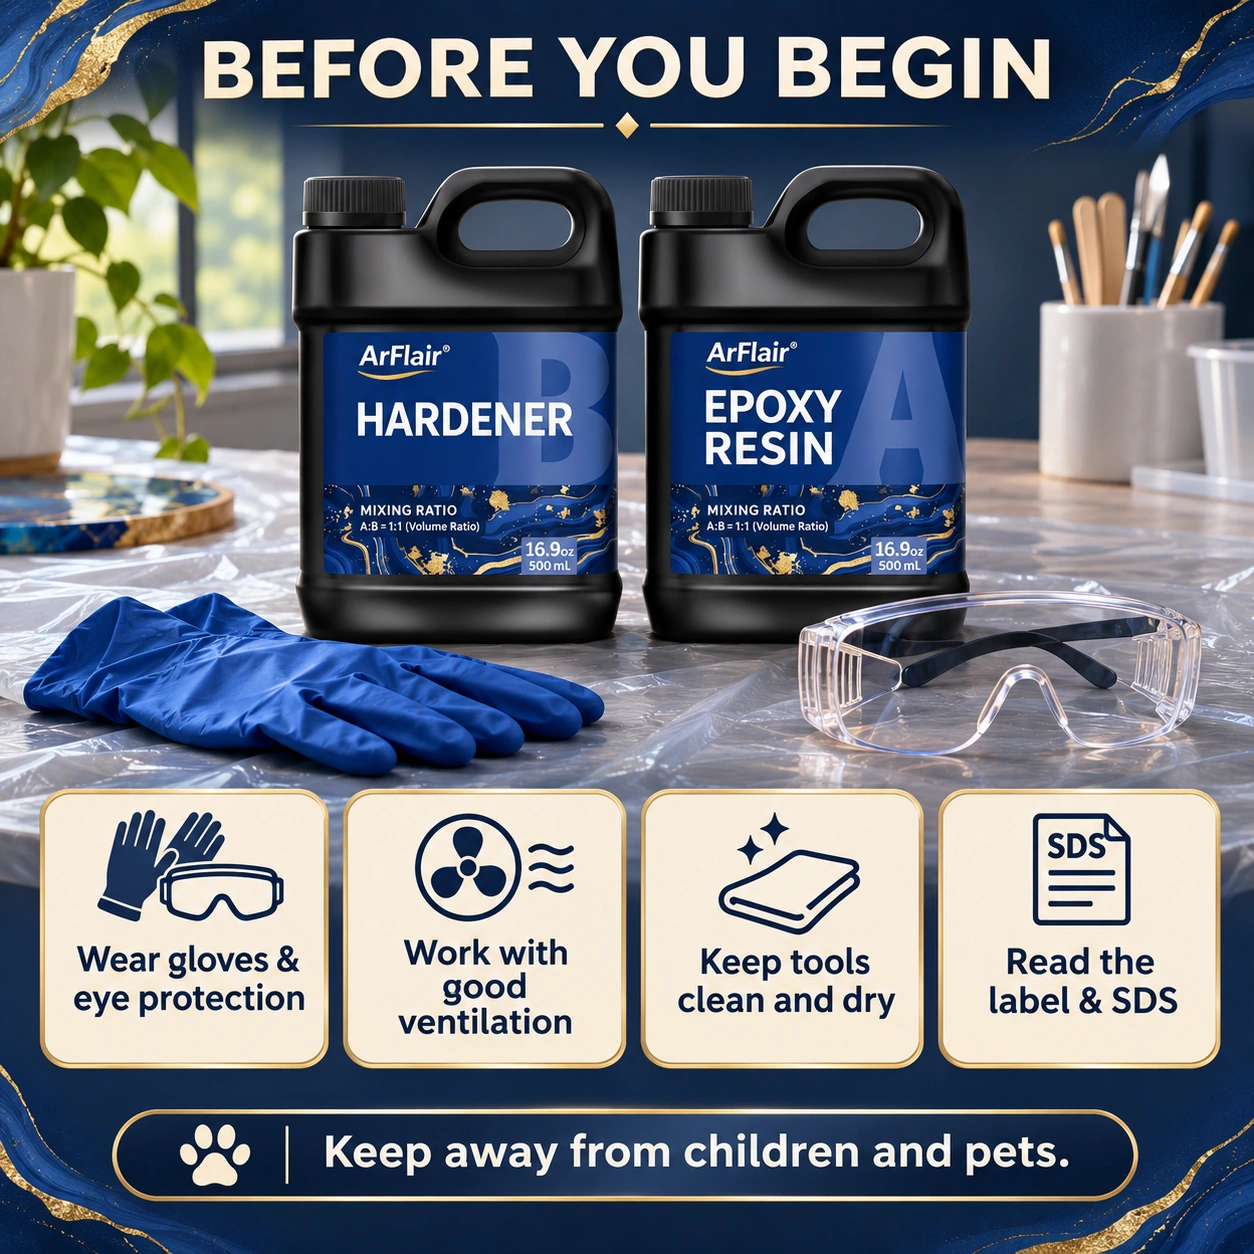 BEFORE YOU BEGIN
ArFlair®
B
HARDENER
MIXING RATIO
A:B = 1:1 (Volume Ratio)
16.9oz
500 mL
ArFlair®
A
EPOXY
RESIN
MIXING RATIO
A:B = 1:1 (Volume Ratio)
16.9oz
500 mL
Wear gloves &
eye protection
Work with
good
ventilation
Keep tools
clean and dry
SDS
Read the
label & SDS
Keep away from children and pets.